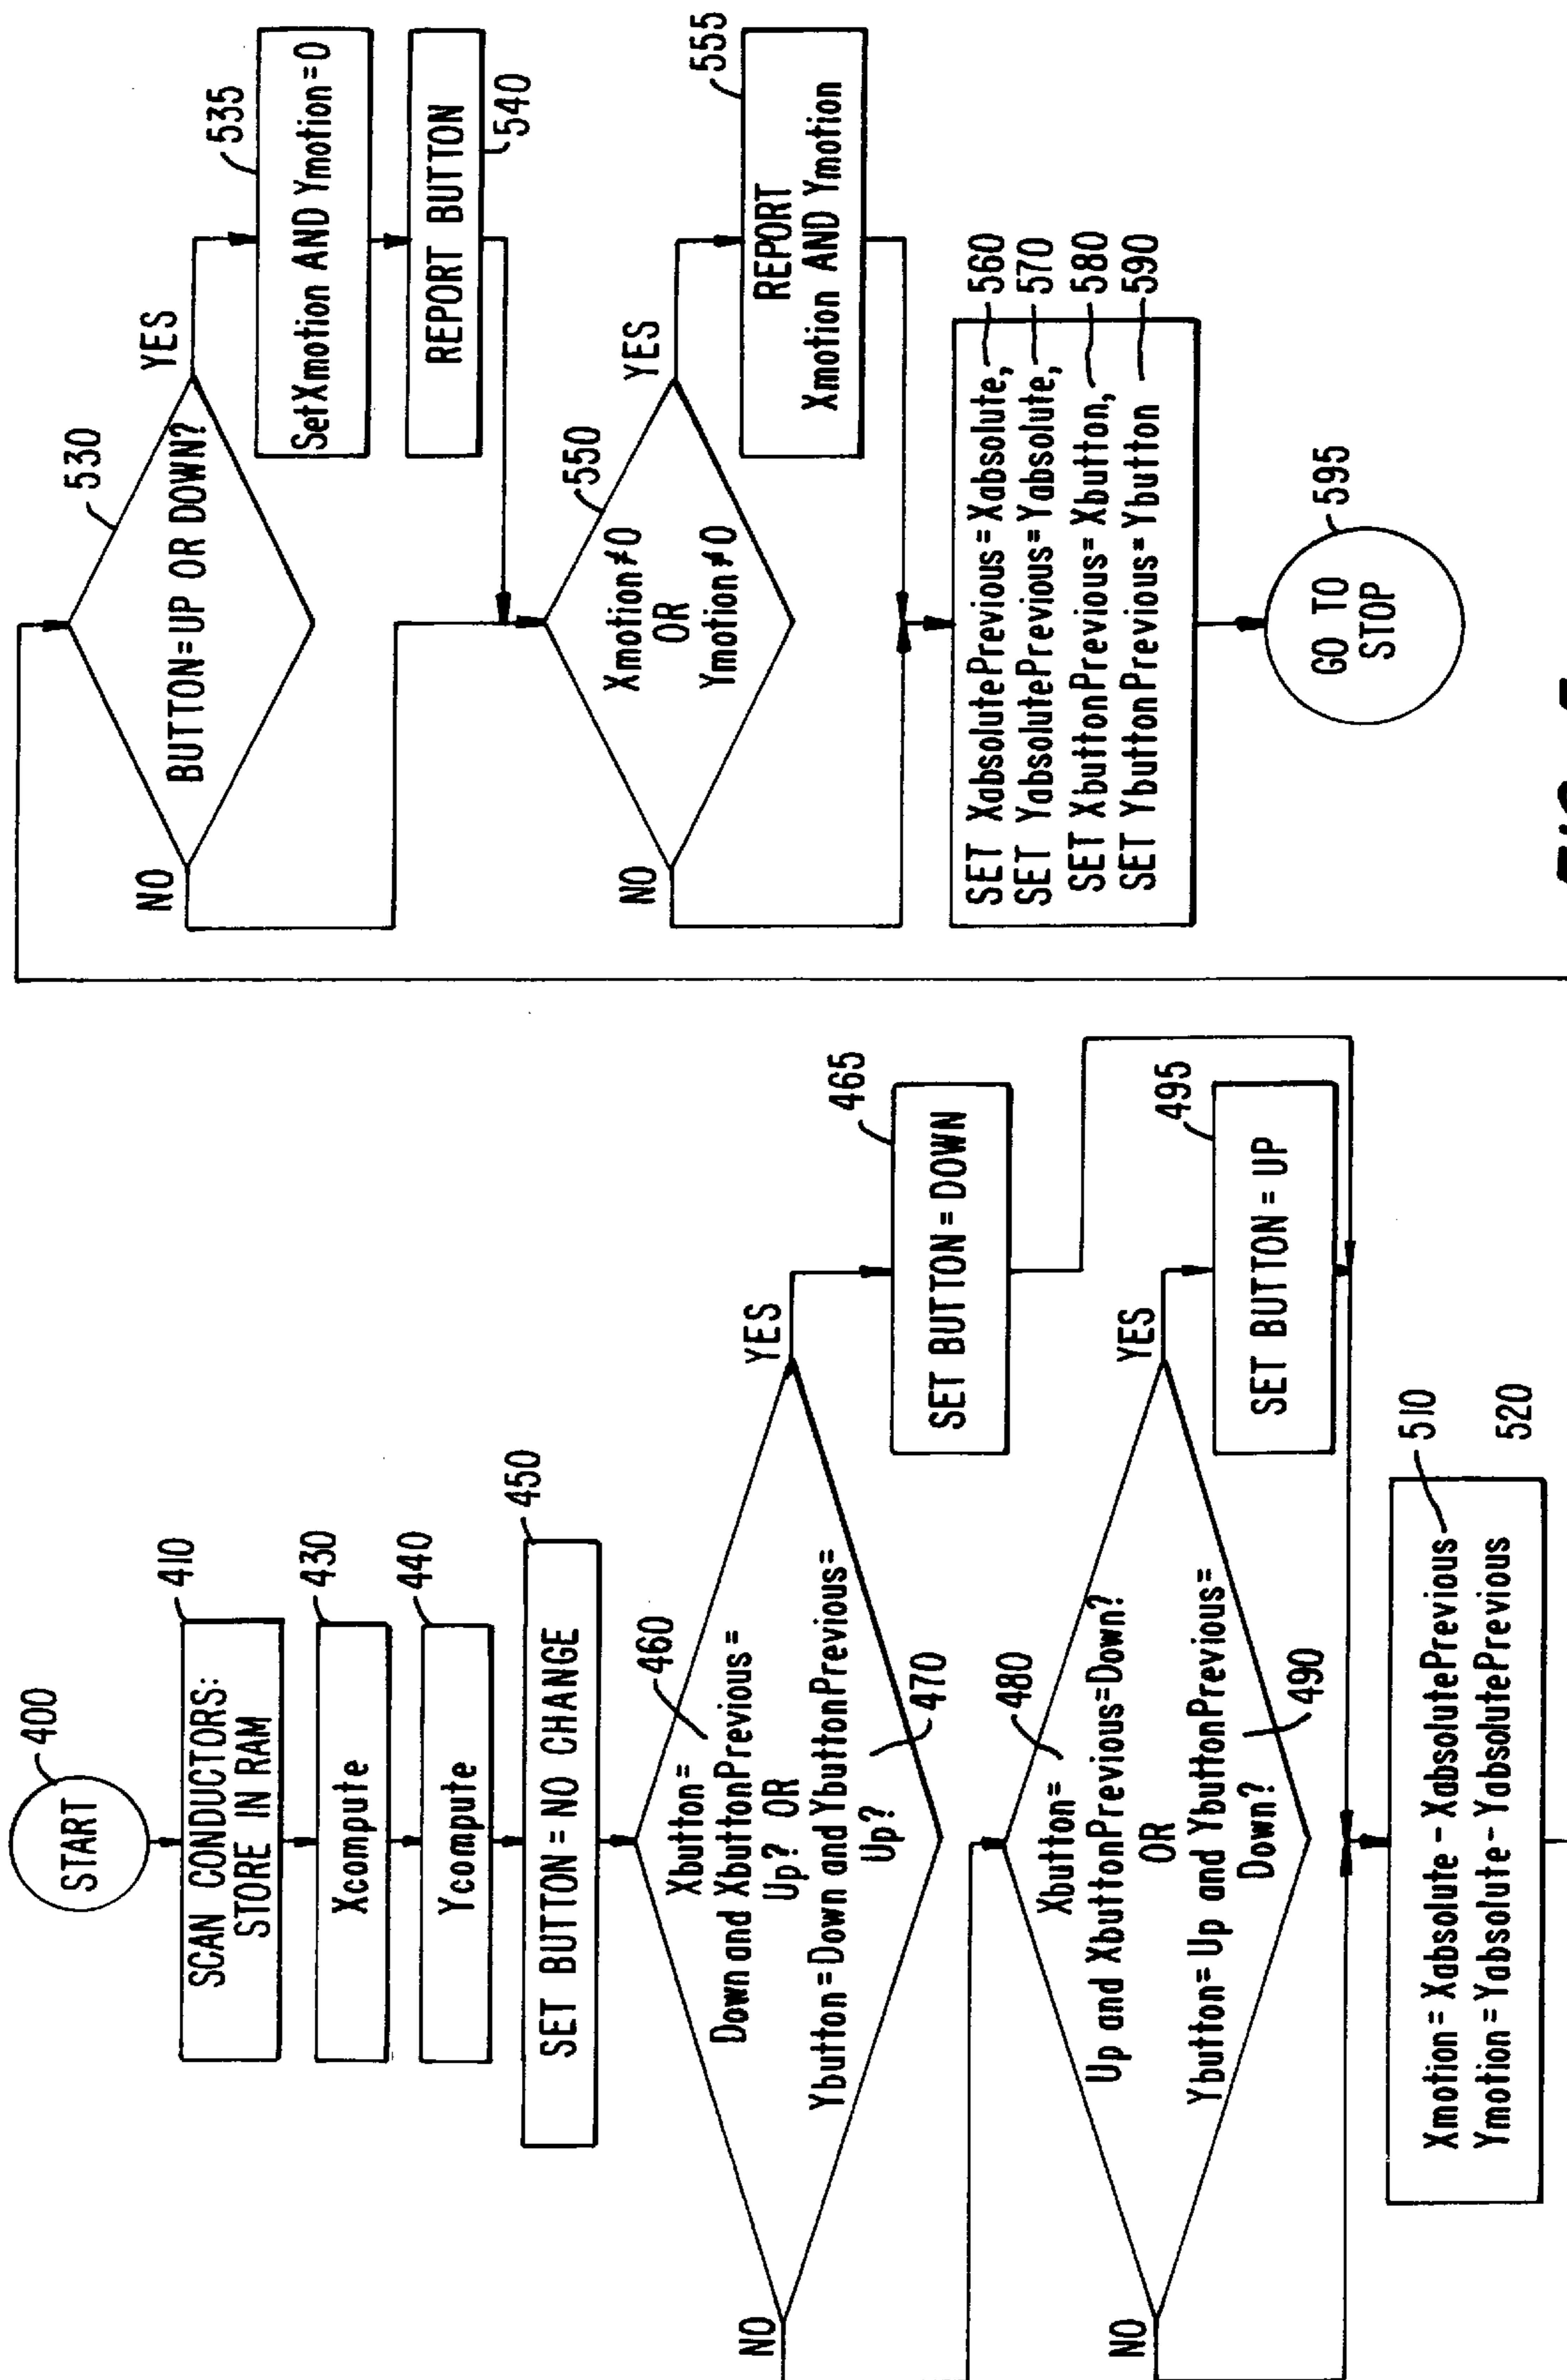 START
400
SCAN CONDUCTORS:
STORE IN RAM
410
Xcompute
430
Ycompute
440
SET BUTTON = NO CHANGE
450
Xbutton=
Down and XbuttonPrevious=
Up? OR
Ybutton=Down and YbuttonPrevious=
Up?
460
470
YES
NO
SET BUTTON = DOWN
465
Xbutton=
Up and XbuttonPrevious=Down?
OR
Ybutton=Up and YbuttonPrevious=
Down?
480
490
YES
NO
SET BUTTON = UP
495
Xmotion=Xabsolute-XabsolutePrevious
Ymotion=Yabsolute-YabsolutePrevious
510
520
BUTTON=UP OR DOWN?
530
YES
NO
SetXmotion AND Ymotion=0
535
REPORT BUTTON
540
Xmotion≠0
OR
Ymotion≠0
550
YES
NO
REPORT
Xmotion AND Ymotion
555
SET XabsolutePrevious=Xabsolute, 560
SET YabsolutePrevious=Yabsolute, 570
SET XbuttonPrevious=Xbutton, 580
SET YbuttonPrevious=Ybutton 590
GO TO
STOP
595